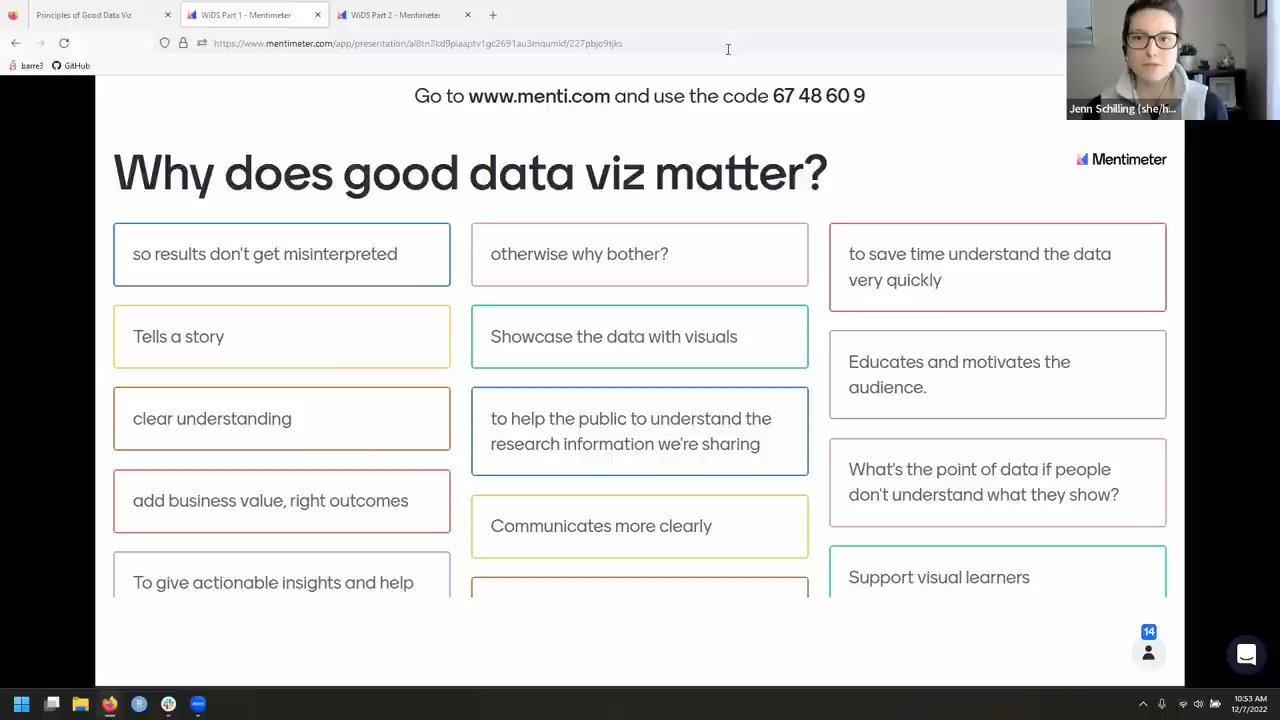 Principles of Good Data Viz
WiDS Part 1 - Mentimeter
WiDS Part 2 - Mentimeter
barre3
GitHub
Jenn Schilling (she/h...
Go to www.menti.com and use the code 67 48 60 9
Why does good data viz matter?
Mentimeter
so results don't get misinterpreted
Tells a story
clear understanding
add business value, right outcomes
To give actionable insights and help
otherwise why bother?
Showcase the data with visuals
to help the public to understand the
research information we're sharing
Communicates more clearly
to save time understand the data
very quickly
Educates and motivates the
audience.
What's the point of data if people
don't understand what they show?
Support visual learners
14
10:53 AM
12/7/2022